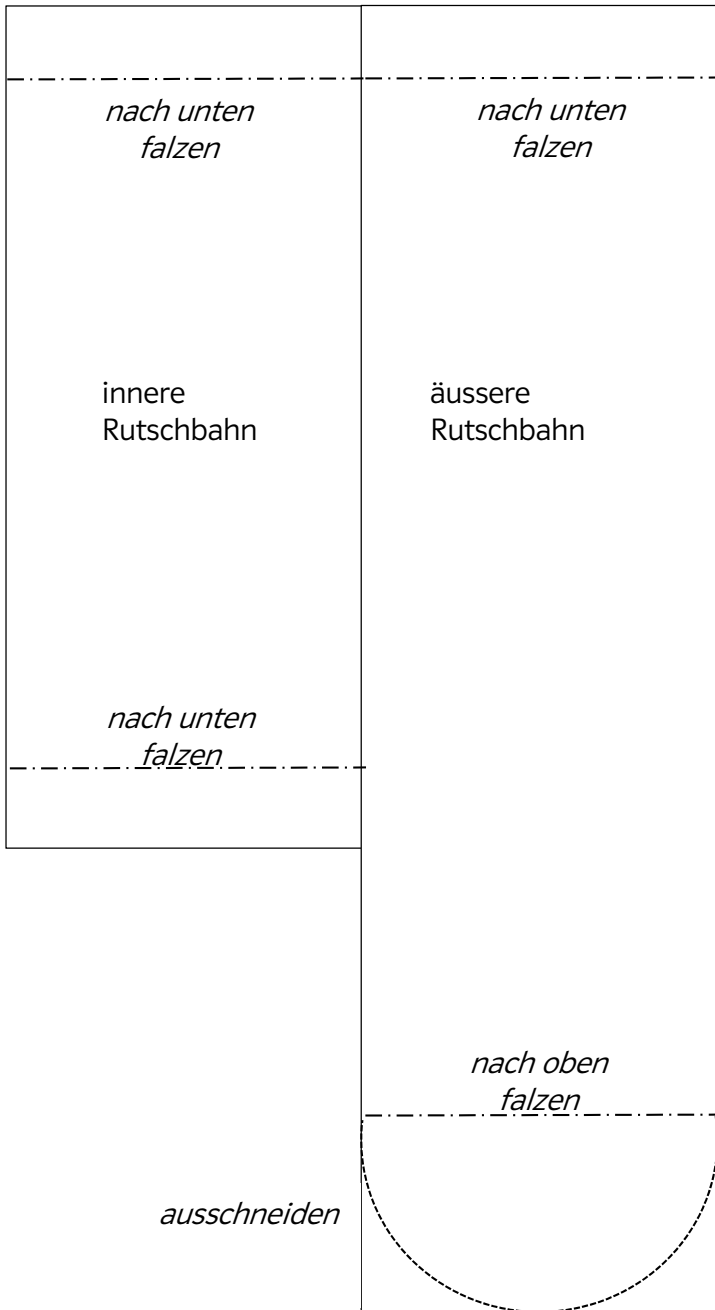 nach unten
falzen
nach unten
falzen
innere
Rutschbahn
äussere
Rutschbahn
nach unten
falzen
nach oben
falzen
ausschneiden